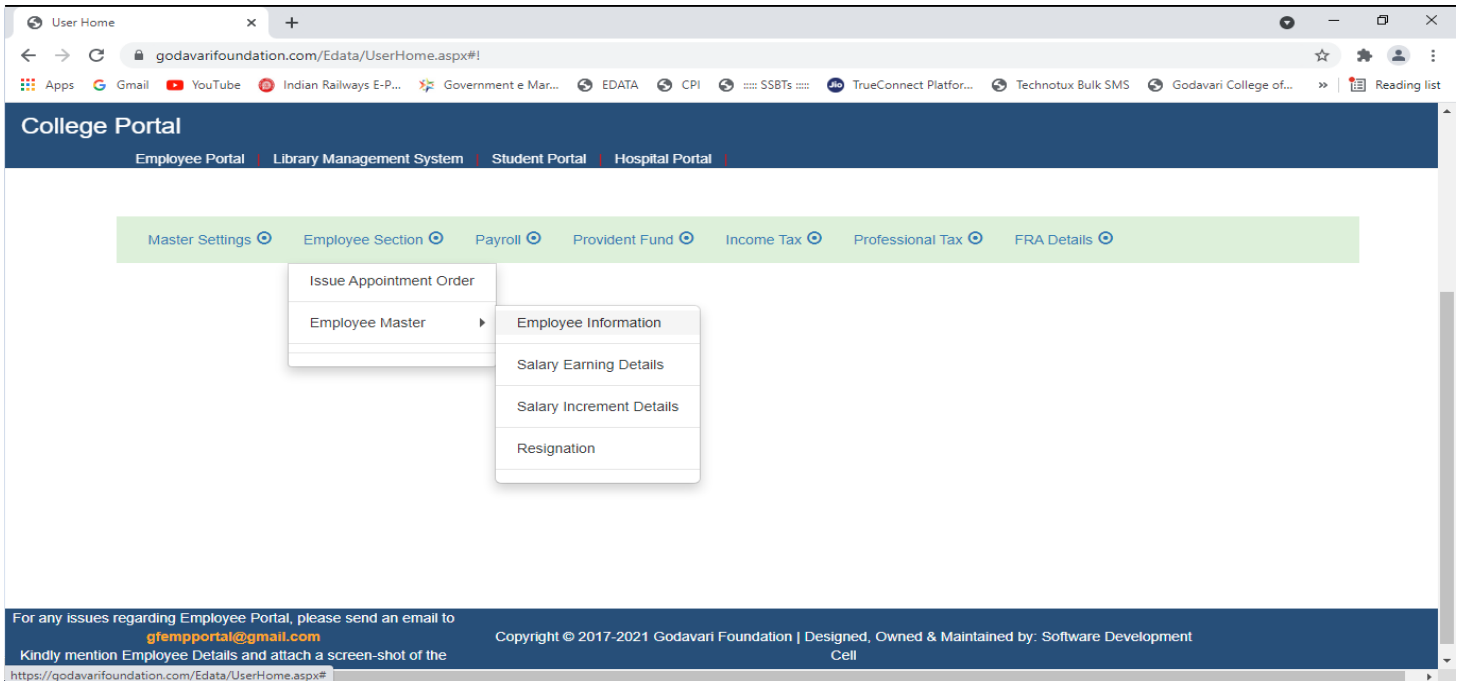 User Home
godavarifoundation.com/Edata/UserHome.aspx#!
Apps Gmail YouTube Indian Railways E-P... Government e Mar... EDATA CPI ::::: SSBTs ::::: Jio TrueConnect Platfor... Technotux Bulk SMS Godavari College of... » Reading list
College Portal
Employee Portal | Library Management System | Student Portal | Hospital Portal |
Master Settings Employee Section Payroll Provident Fund Income Tax Professional Tax FRA Details
Issue Appointment Order
Employee Master Employee Information
Salary Earning Details
Salary Increment Details
Resignation
For any issues regarding Employee Portal, please send an email to
gfempportal@gmail.com
Kindly mention Employee Details and attach a screen-shot of the
Copyright © 2017-2021 Godavari Foundation | Designed, Owned & Maintained by: Software Development
Cell
https://godavarifoundation.com/Edata/UserHome.aspx#